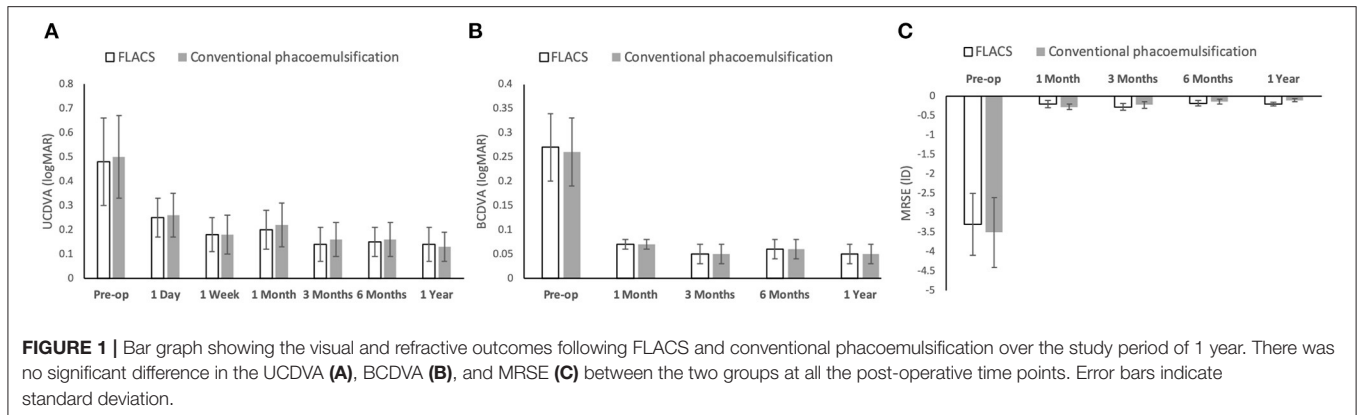 A
FLACS Conventional phacoemulsification
UCDVA (logMAR)
0.8
0.7
0.6
0.5
0.4
0.3
0.2
0.1
0
Pre-op 1 Day 1 Week 1 Month 3 Months 6 Months 1 Year
B
FLACS Conventional phacoemulsification
BCDVA (logMAR)
0.4
0.35
0.3
0.25
0.2
0.15
0.1
0.05
0
Pre-op 1 Month 3 Months 6 Months 1 Year
C
FLACS Conventional phacoemulsification
Pre-op 1 Month 3 Months 6 Months 1 Year
MRSE (ID)
0
-0.5
-1
-1.5
-2
-2.5
-3
-3.5
-4
-4.5
-5
FIGURE 1 | Bar graph showing the visual and refractive outcomes following FLACS and conventional phacoemulsification over the study period of 1 year. There was
no significant difference in the UCDVA (A), BCDVA (B), and MRSE (C) between the two groups at all the post-operative time points. Error bars indicate
standard deviation.